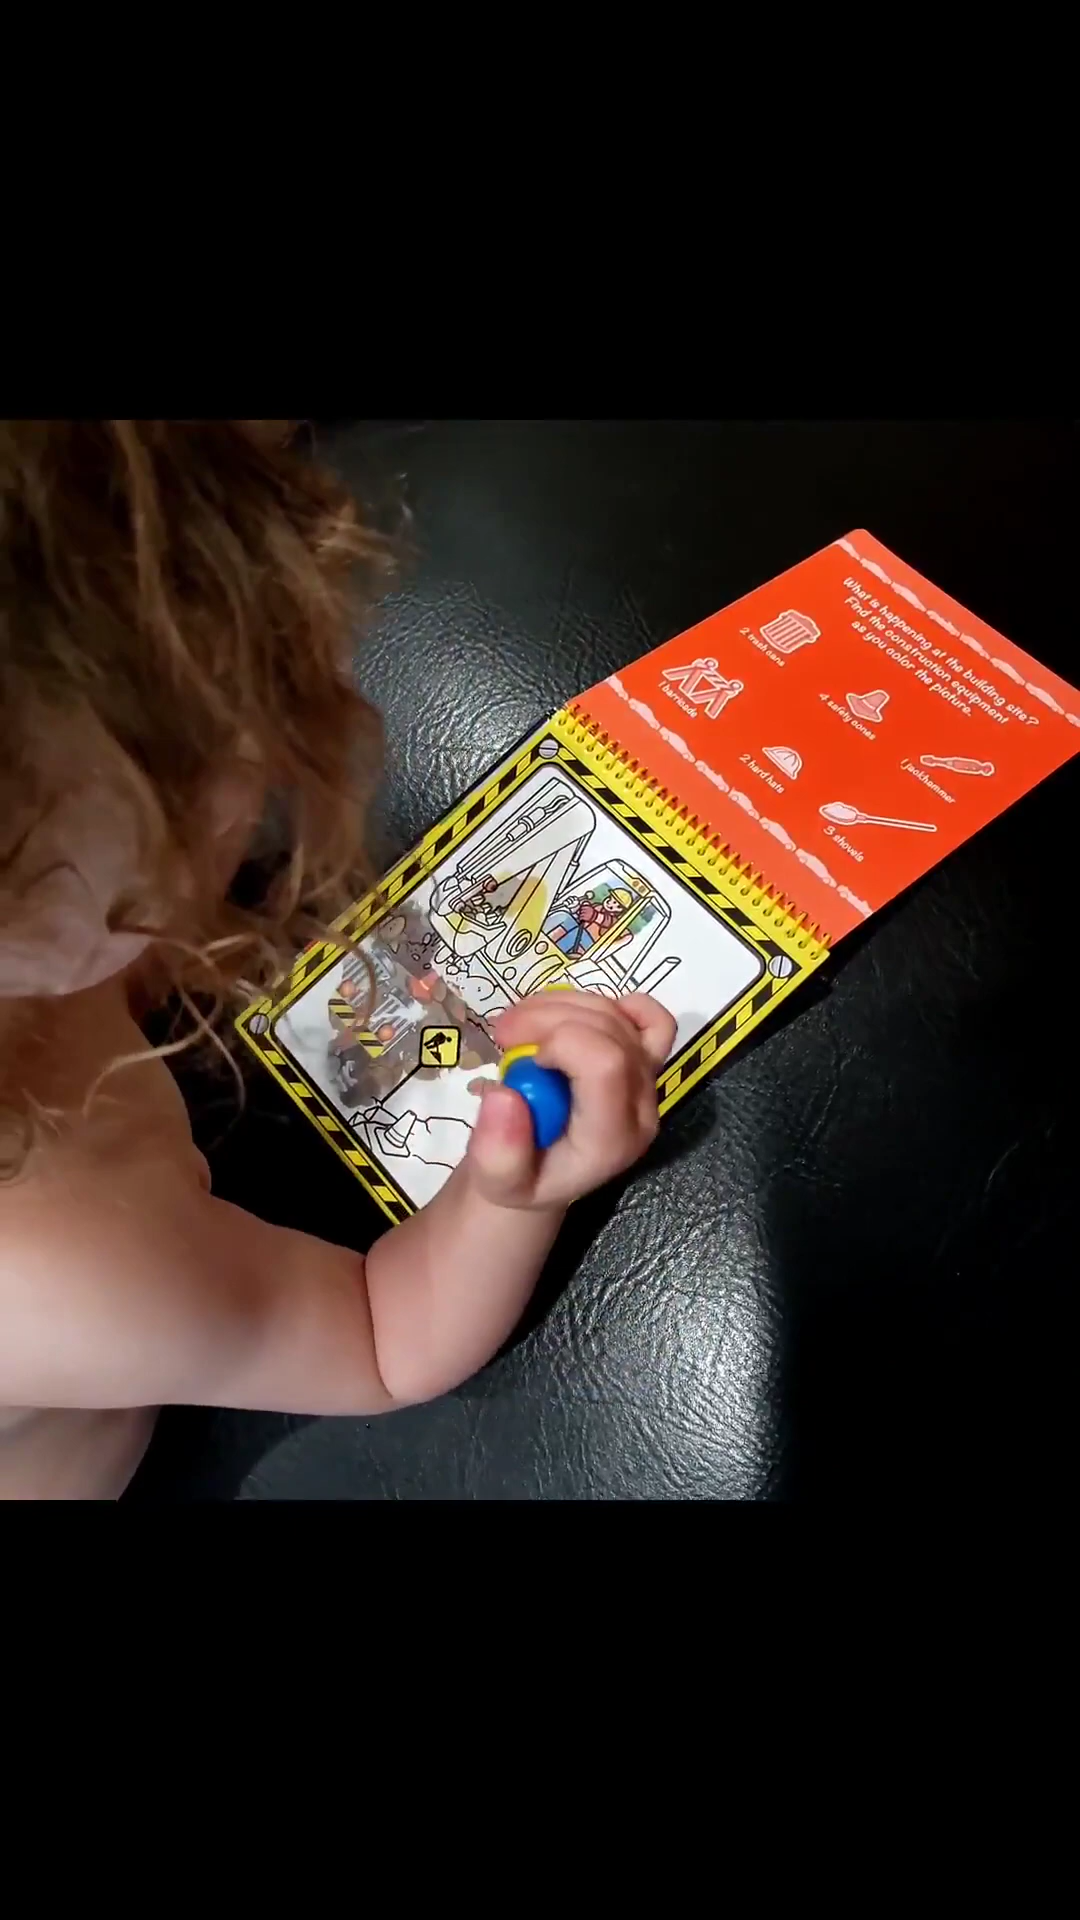 What is happening at the building site?
Find the construction equipment
as you color the picture.
2 trash cans
1 barricade
4 safety cones
2 hard hats
1 jackhammer
3 shovels